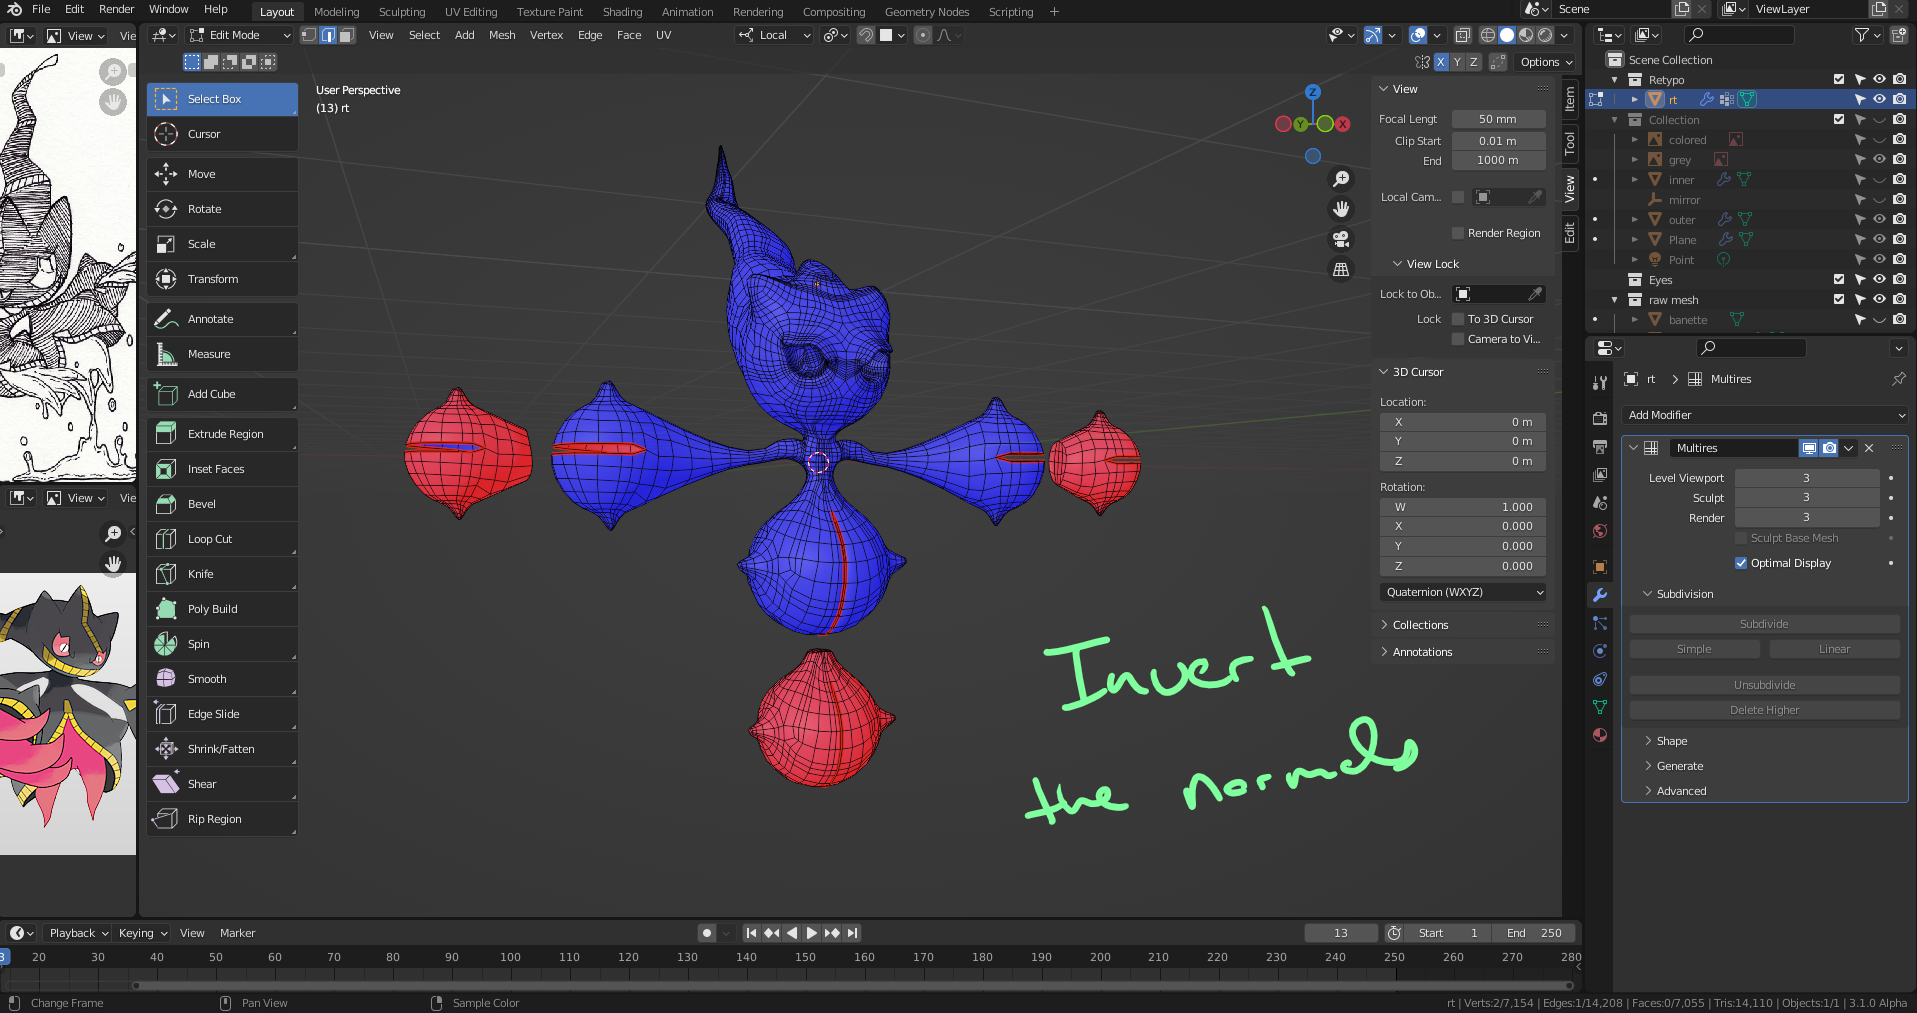 File Edit Render Window Help Layout Modeling Sculpting UV Editing Texture Paint Shading Animation Rendering Compositing Geometry Nodes Scripting + Scene ViewLayer
View Vie Edit Mode View Select Add Mesh Vertex Edge Face UV Local
X Y Z Options
Select Box
Cursor
Move
Rotate
Scale
Transform
Annotate
Measure
Add Cube
Extrude Region
Inset Faces
Bevel
Loop Cut
Knife
Poly Build
Spin
Smooth
Edge Slide
Shrink/Fatten
Shear
Rip Region
View Vie
User Perspective
(13) rt
Z
Y X
Invert
the normals
View
Focal Lengt 50 mm
Clip Start 0.01 m
End 1000 m
Local Cam...
Render Region
View Lock
Lock to Ob...
Lock To 3D Cursor
Camera to Vi...
3D Cursor
Location:
X 0 m
Y 0 m
Z 0 m
Rotation:
W 1.000
X 0.000
Y 0.000
Z 0.000
Quaternion (WXYZ)
Collections
Annotations
Item
Tool
View
Edit
Scene Collection
Retypo
rt
Collection
colored
grey
inner
mirror
outer
Plane
Point
Eyes
raw mesh
banette
rt Multires
Add Modifier
Multires
Level Viewport 3
Sculpt 3
Render 3
Sculpt Base Mesh
Optimal Display
Subdivision
Subdivide
Simple Linear
Unsubdivide
Delete Higher
Shape
Generate
Advanced
Playback Keying View Marker 13 Start 1 End 250
3 20 30 40 50 60 70 80 90 100 110 120 130 140 150 160 170 180 190 200 210 220 230 240 250 260 270 280
Change Frame Pan View Sample Color rt | Verts:2/7,154 | Edges:1/14,208 | Faces:0/7,055 | Tris:14,110 | Objects:1/1 | 3.1.0 Alpha